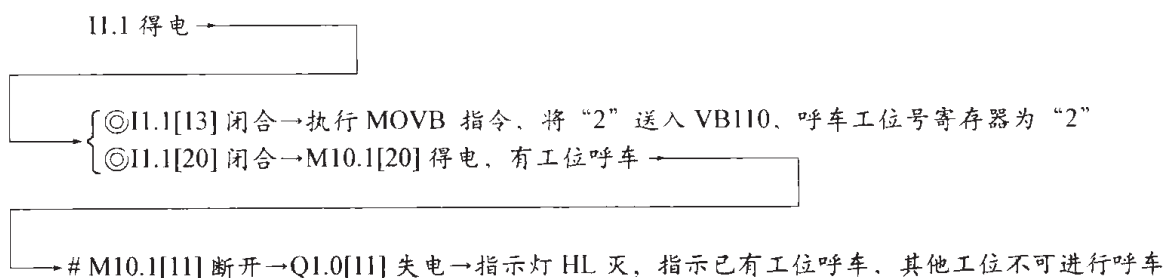 I1.1 得电→
◎I1.1[13] 闭合→执行 MOVB 指令、将“2”送入 VB110、呼车工位号寄存器为“2”
◎I1.1[20] 闭合→M10.1[20] 得电、有工位呼车→
# M10.1[11] 断开→Q1.0[11] 失电→指示灯 HL 灭，指示已有工位呼车、其他工位不可进行呼车